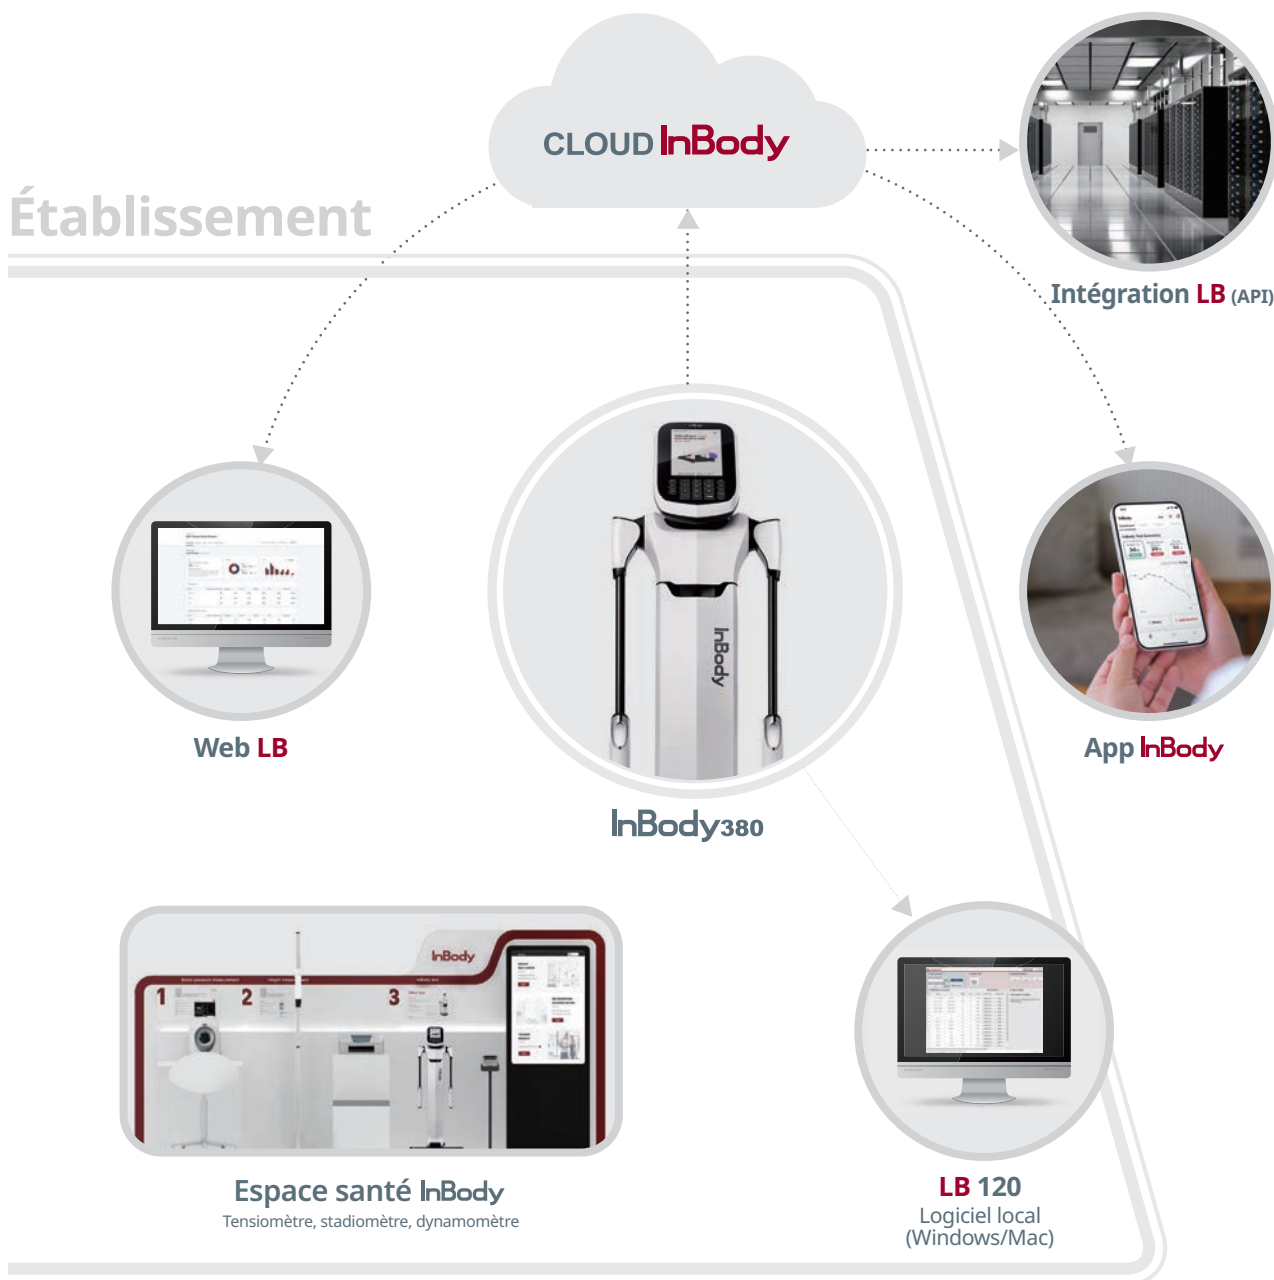 CLOUD InBody
Établissement
Intégration LB (API)
InBody
Web LB
App InBody
InBody380
InBody
1
2
3
Espace santé InBody
Tensiomètre, stadiomètre, dynamomètre
LB 120
Logiciel local
(Windows/Mac)